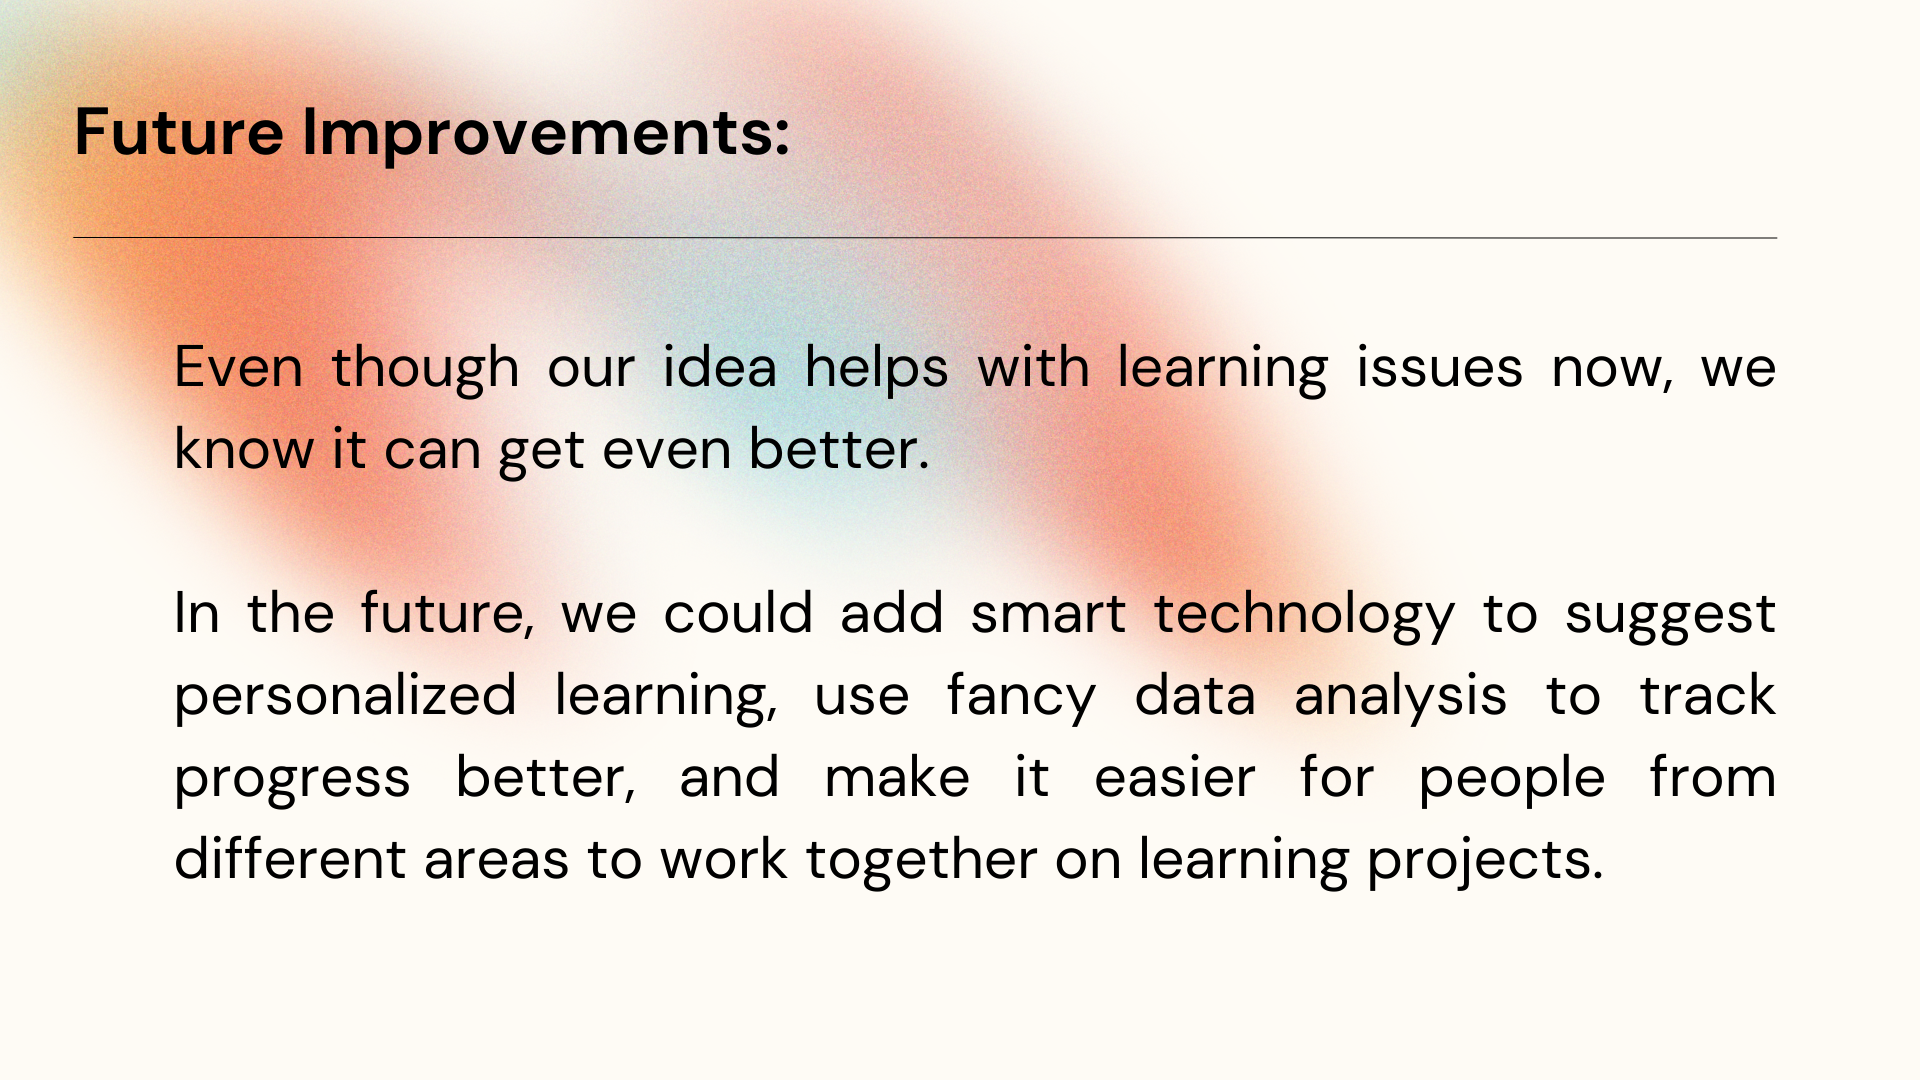 Future Improvements:
Even though our idea helps with learning issues now, we
know it can get even better.
In the future, we could add smart technology to suggest
personalized learning, use fancy data analysis to track
progress better, and make it easier for people from
different areas to work together on learning projects.